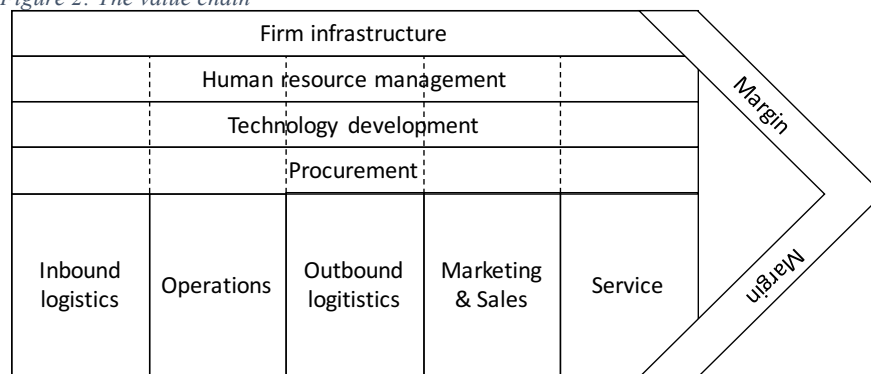 Figure 2: The value chain
Firm infrastructure
Human resource management
Technology development
Procurement
Margin
Inbound
logistics
Operations
Outbound
logitistics
Marketing
& Sales
Service
Margin